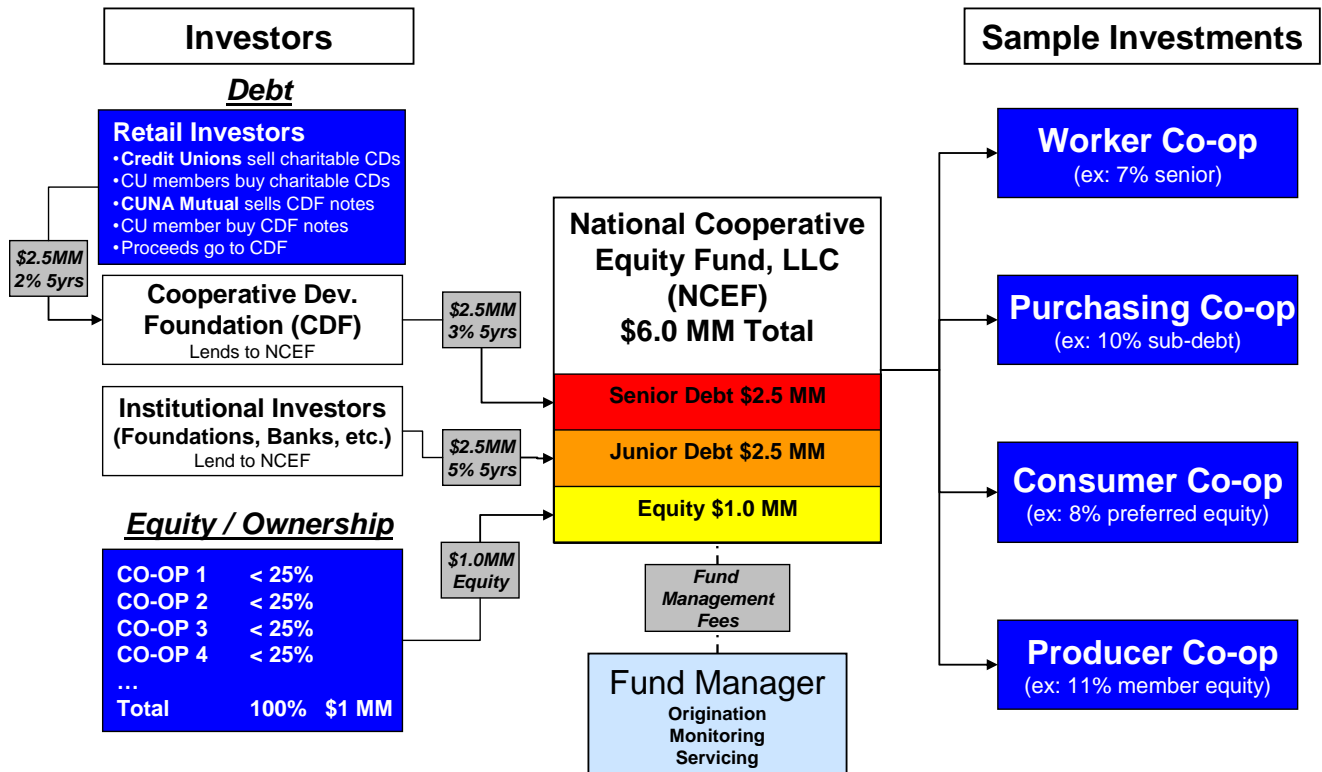 Investors
Debt
Retail Investors
•Credit Unions sell charitable CDs
•CU members buy charitable CDs
•CUNA Mutual sells CDF notes
•CU member buy CDF notes
•Proceeds go to CDF
$2.5MM
2% 5yrs
Cooperative Dev.
Foundation (CDF)
Lends to NCEF
$2.5MM
3% 5yrs
Institutional Investors
(Foundations, Banks, etc.)
Lend to NCEF
$2.5MM
5% 5yrs
Equity / Ownership
CO-OP 1 < 25%
CO-OP 2 < 25%
CO-OP 3 < 25%
CO-OP 4 < 25%
…
Total 100% $1 MM
$1.0MM
Equity
National Cooperative
Equity Fund, LLC
(NCEF)
$6.0 MM Total
Senior Debt $2.5 MM
Junior Debt $2.5 MM
Equity $1.0 MM
Fund
Management
Fees
Fund Manager
Origination
Monitoring
Servicing
Sample Investments
Worker Co-op
(ex: 7% senior)
Purchasing Co-op
(ex: 10% sub-debt)
Consumer Co-op
(ex: 8% preferred equity)
Producer Co-op
(ex: 11% member equity)